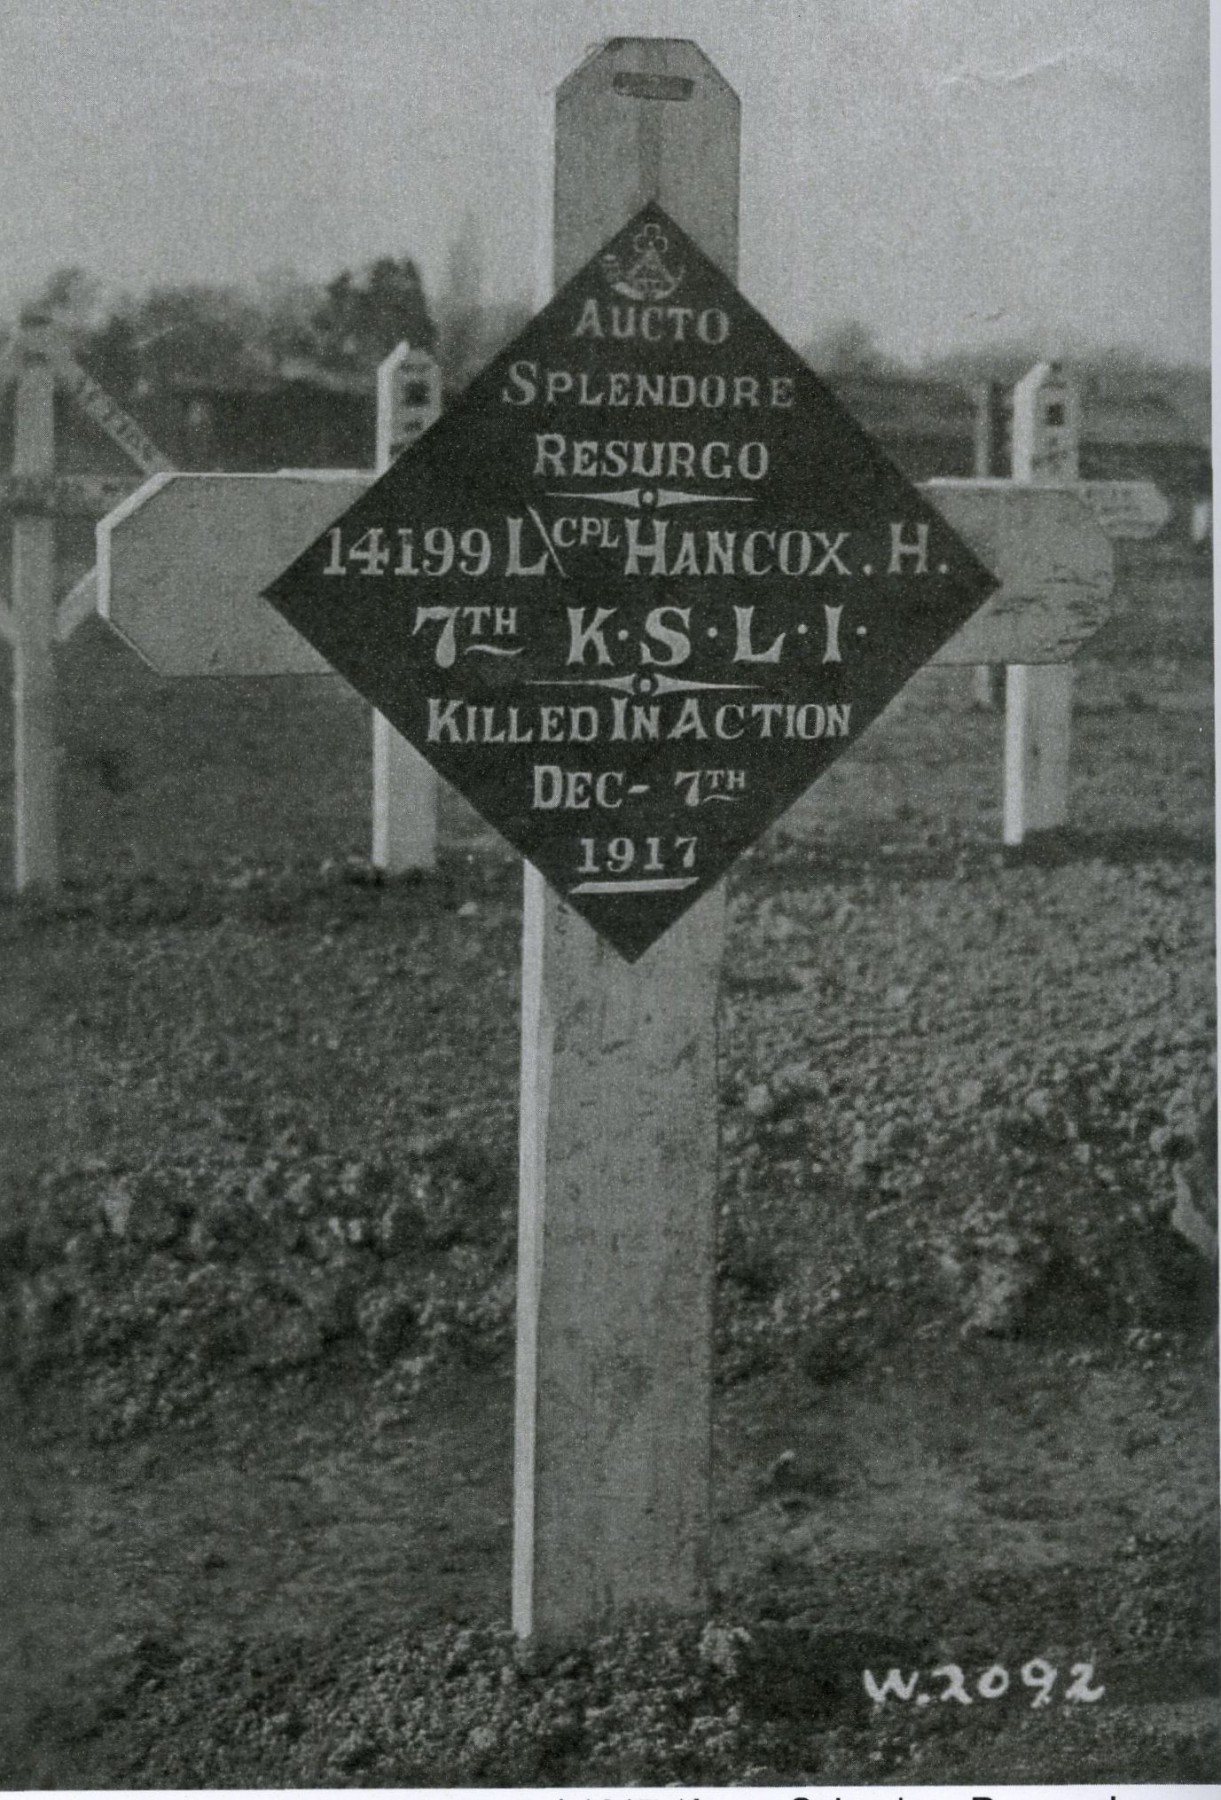 AUCTO
SPLENDORE
RESURGO
14199 L\CPL HANCOX. H.
7TH K·S·L·I·
KILLED IN ACTION
DEC- 7TH
1917
W.2092